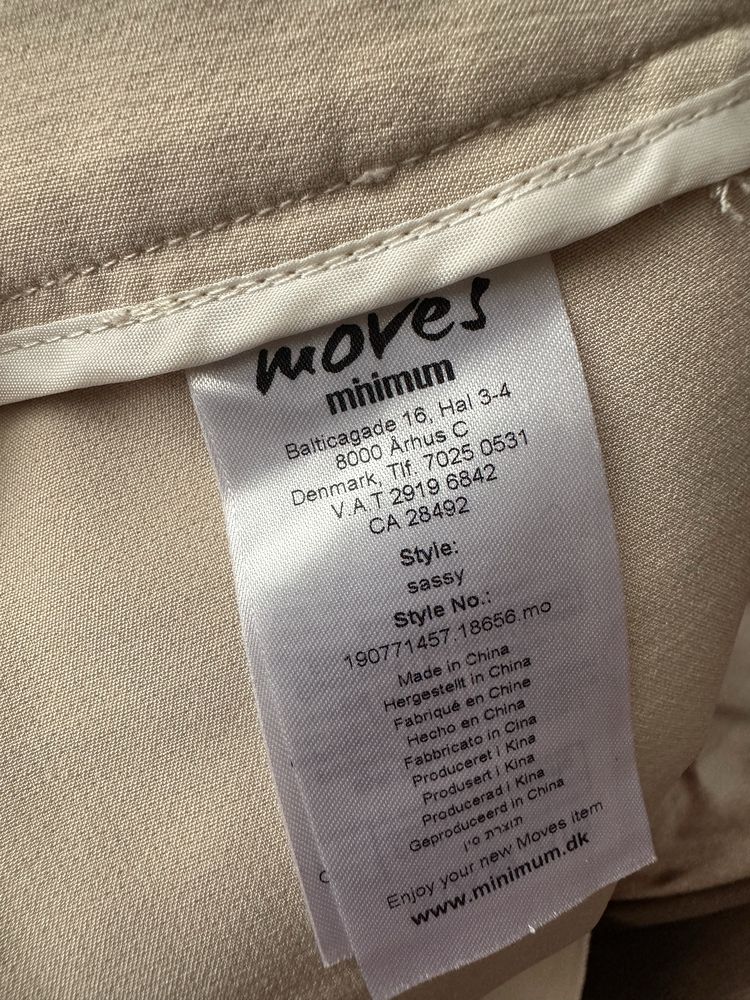 moves
minimum
Balticagade 16, Hal 3-4
8000 Århus C
Denmark, Tlf. 7025 0531
V.A.T 2919 6842
CA 28492
Style:
sassy
Style No.:
190771457.18656.mo
Made in China
Hergestellt in China
Fabriqué en Chine
Hecho en China
Fabbricato in Cina
Produceret i Kina
Produsert i Kina
Producerad i Kina
Geproduceerd in China
תוצרת סין
Enjoy your new Moves item
www.minimum.dk